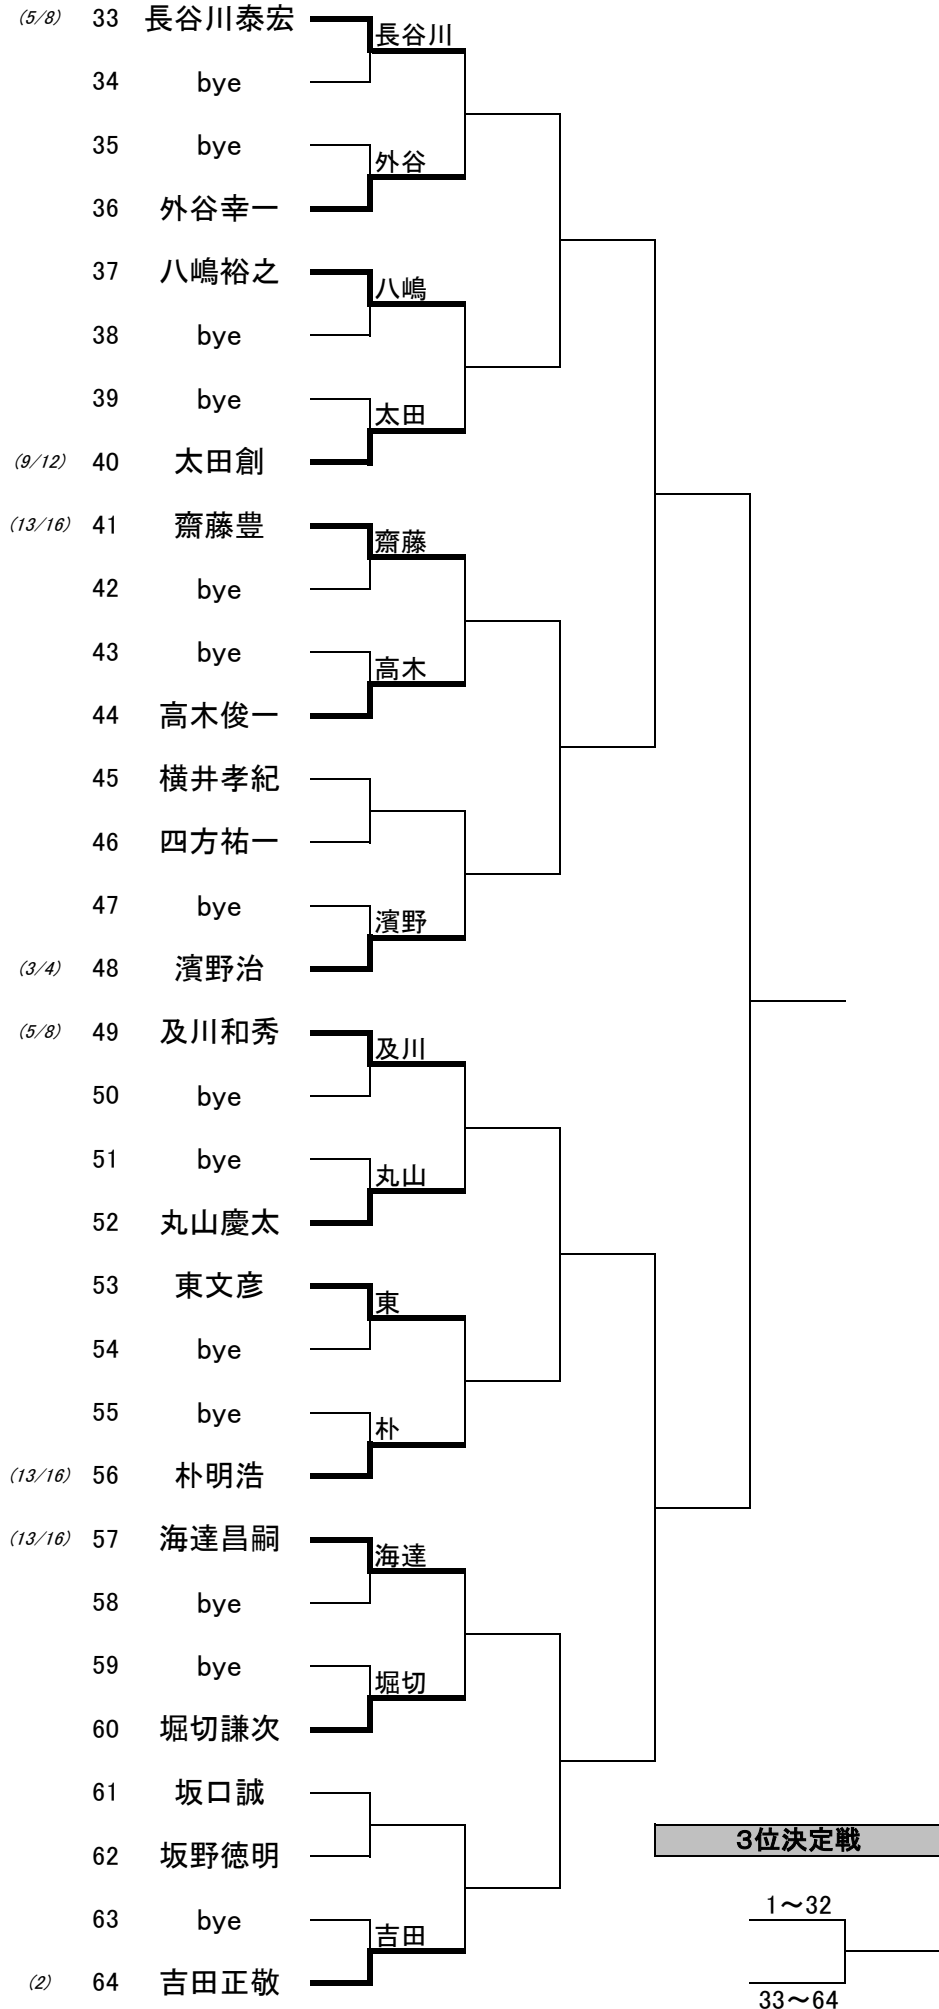 (5/8) 33 長谷川泰宏
長谷川
34 bye
35 bye
外谷
36 外谷幸一
37 八嶋裕之
八嶋
38 bye
39 bye
太田
(9/12) 40 太田創
(13/16) 41 齋藤豊
齋藤
42 bye
43 bye
高木
44 高木俊一
45 横井孝紀
46 四方祐一
47 bye
濱野
(3/4) 48 濱野治
(5/8) 49 及川和秀
及川
50 bye
51 bye
丸山
52 丸山慶太
53 東文彦
東
54 bye
55 bye
朴
(13/16) 56 朴明浩
(13/16) 57 海達昌嗣
海達
58 bye
59 bye
堀切
60 堀切謙次
61 坂口誠
3位決定戦
62 坂野徳明
1～32
63 bye
吉田
(2) 64 吉田正敬
33～64